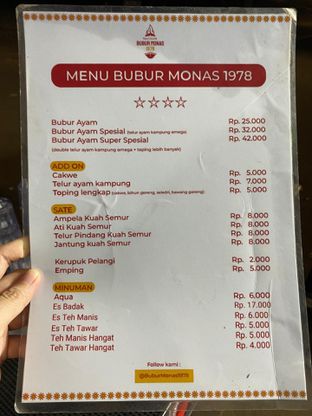 BUBUR MONAS
1978
MENU BUBUR MONAS 1978
Bubur Ayam Rp. 25.000
Bubur Ayam Spesial (telur ayam kampung omega) Rp. 32.000
Bubur Ayam Super Spesial Rp. 42.000
(double telur ayam kampung omega + toping lebih banyak)
ADD ON
Cakwe Rp. 5.000
Telur ayam kampung Rp. 7.000
Toping lengkap (cakwe, bihun goreng, seledri, bawang goreng) Rp. 5.000
SATE
Ampela Kuah Semur Rp. 8.000
Ati Kuah Semur Rp. 8.000
Telur Pindang Kuah Semur Rp. 8.000
Jantung kuah Semur Rp. 8.000
Kerupuk Pelangi Rp. 2.000
Emping Rp. 5.000
MINUMAN
Aqua Rp. 6.000
Es Badak Rp. 17.000
Es Teh Manis Rp. 6.000
Es Teh Tawar Rp. 5.000
Teh Manis Hangat Rp. 5.000
Teh Tawar Hangat Rp. 4.000
Follow kami :
@BuburMonas1978